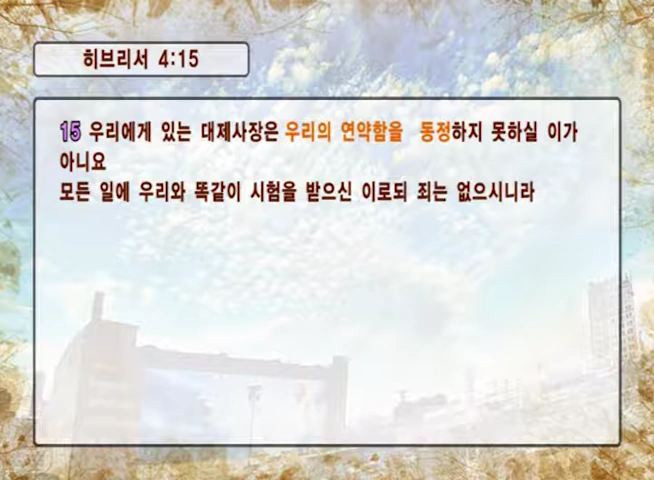 히브리서 4:15
15 우리에게 있는 대제사장은 우리의 연약함을 동정하지 못하실 이가
아니요
모든 일에 우리와 똑같이 시험을 받으신 이로되 죄는 없으시니라